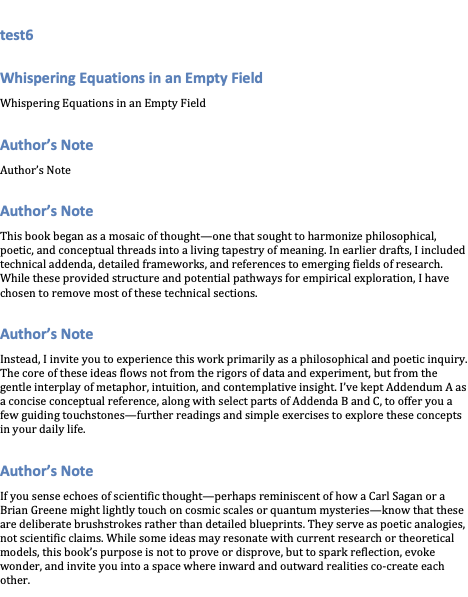 test6
Whispering Equations in an Empty Field
Whispering Equations in an Empty Field
Author’s Note
Author’s Note
Author’s Note
This book began as a mosaic of thought—one that sought to harmonize philosophical,
poetic, and conceptual threads into a living tapestry of meaning. In earlier drafts, I included
technical addenda, detailed frameworks, and references to emerging fields of research.
While these provided structure and potential pathways for empirical exploration, I have
chosen to remove most of these technical sections.
Author’s Note
Instead, I invite you to experience this work primarily as a philosophical and poetic inquiry.
The core of these ideas flows not from the rigors of data and experiment, but from the
gentle interplay of metaphor, intuition, and contemplative insight. I’ve kept Addendum A as
a concise conceptual reference, along with select parts of Addenda B and C, to offer you a
few guiding touchstones—further readings and simple exercises to explore these concepts
in your daily life.
Author’s Note
If you sense echoes of scientific thought—perhaps reminiscent of how a Carl Sagan or a
Brian Greene might lightly touch on cosmic scales or quantum mysteries—know that these
are deliberate brushstrokes rather than detailed blueprints. They serve as poetic analogies,
not scientific claims. While some ideas may resonate with current research or theoretical
models, this book’s purpose is not to prove or disprove, but to spark reflection, evoke
wonder, and invite you into a space where inward and outward realities co-create each
other.